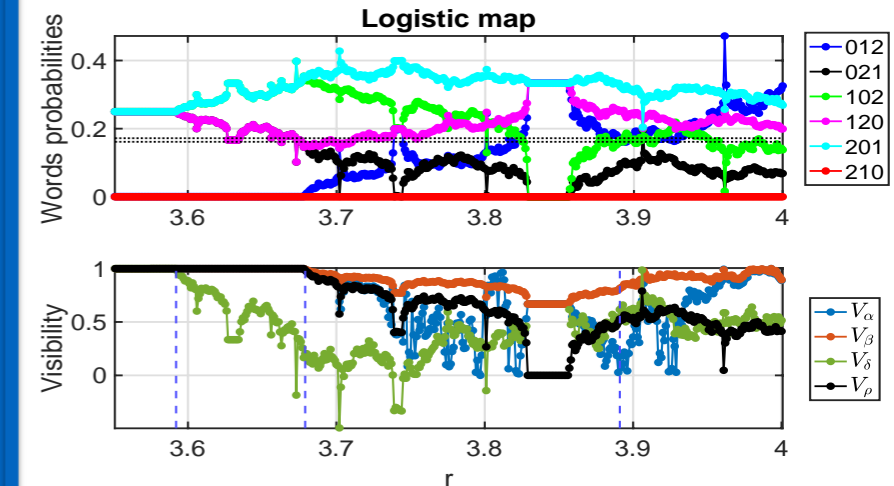 Logistic map
Words probabilities
0.4
0.2
0
3.6 3.7 3.8 3.9 4
012
021
102
120
201
210
Visibility
1
0.5
0
3.6 3.7 3.8 3.9 4
r
Vα
Vβ
Vδ
Vρ